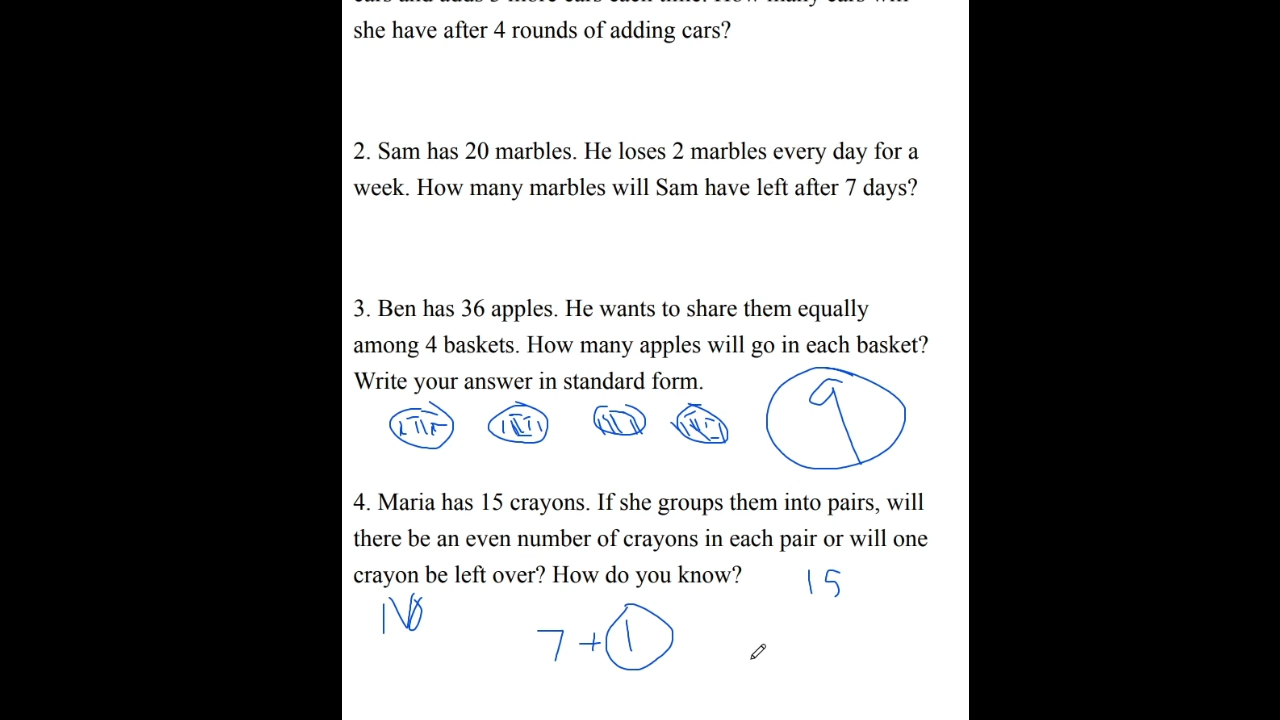 she have after 4 rounds of adding cars?
2. Sam has 20 marbles. He loses 2 marbles every day for a
week. How many marbles will Sam have left after 7 days?
3. Ben has 36 apples. He wants to share them equally
among 4 baskets. How many apples will go in each basket?
Write your answer in standard form.
9
4. Maria has 15 crayons. If she groups them into pairs, will
there be an even number of crayons in each pair or will one
crayon be left over? How do you know?
15
7 + 1